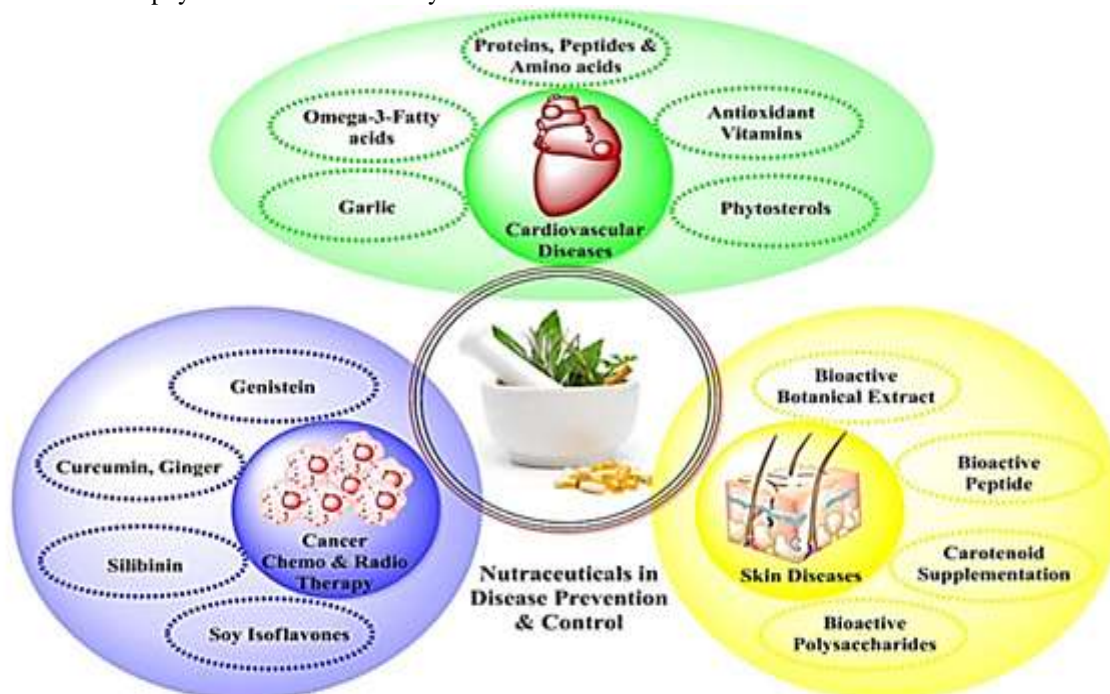 Proteins, Peptides &
Amino acids
Omega-3-Fatty
acids
Antioxidant
Vitamins
Garlic
Phytosterols
Cardiovascular
Diseases
Genistein
Curcumin, Ginger
Silibinin
Soy Isoflavones
Cancer
Chemo & Radio
Therapy
Nutraceuticals in
Disease Prevention
& Control
Bioactive
Botanical Extract
Bioactive
Peptide
Carotenoid
Supplementation
Bioactive
Polysaccharides
Skin Diseases